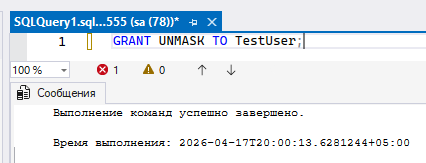 SQLQuery1.sql...555 (sa (78))*
1 GRANT UNMASK TO TestUser;
100 % 1 0
Сообщения
Выполнение команд успешно завершено.
Время выполнения: 2026-04-17T20:00:13.6281244+05:00